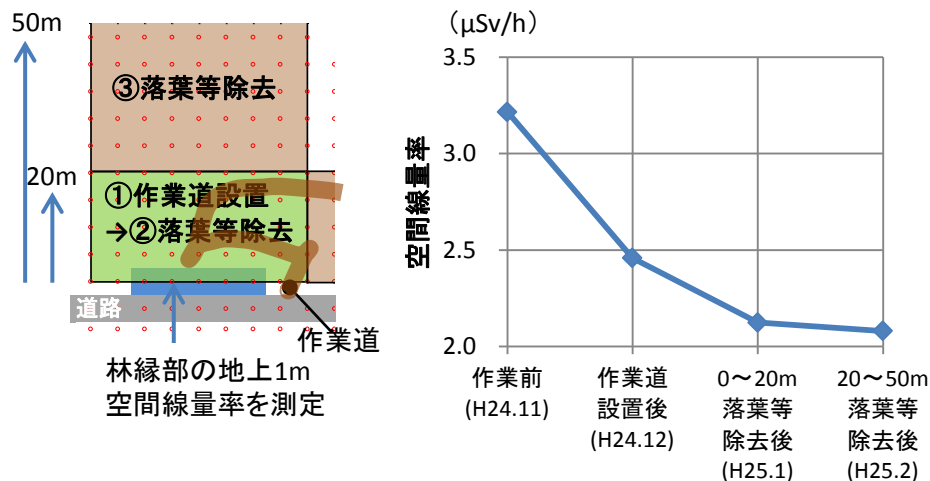 50m
③落葉等除去
20m
①作業道設置
→②落葉等除去
道路
作業道
林縁部の地上1m
空間線量率を測定
（μSv/h）
空間線量率
3.5
3.0
2.5
2.0
作業前
(H24.11)
作業道
設置後
(H24.12)
0～20m
落葉等
除去後
(H25.1)
20～50m
落葉等
除去後
(H25.2)